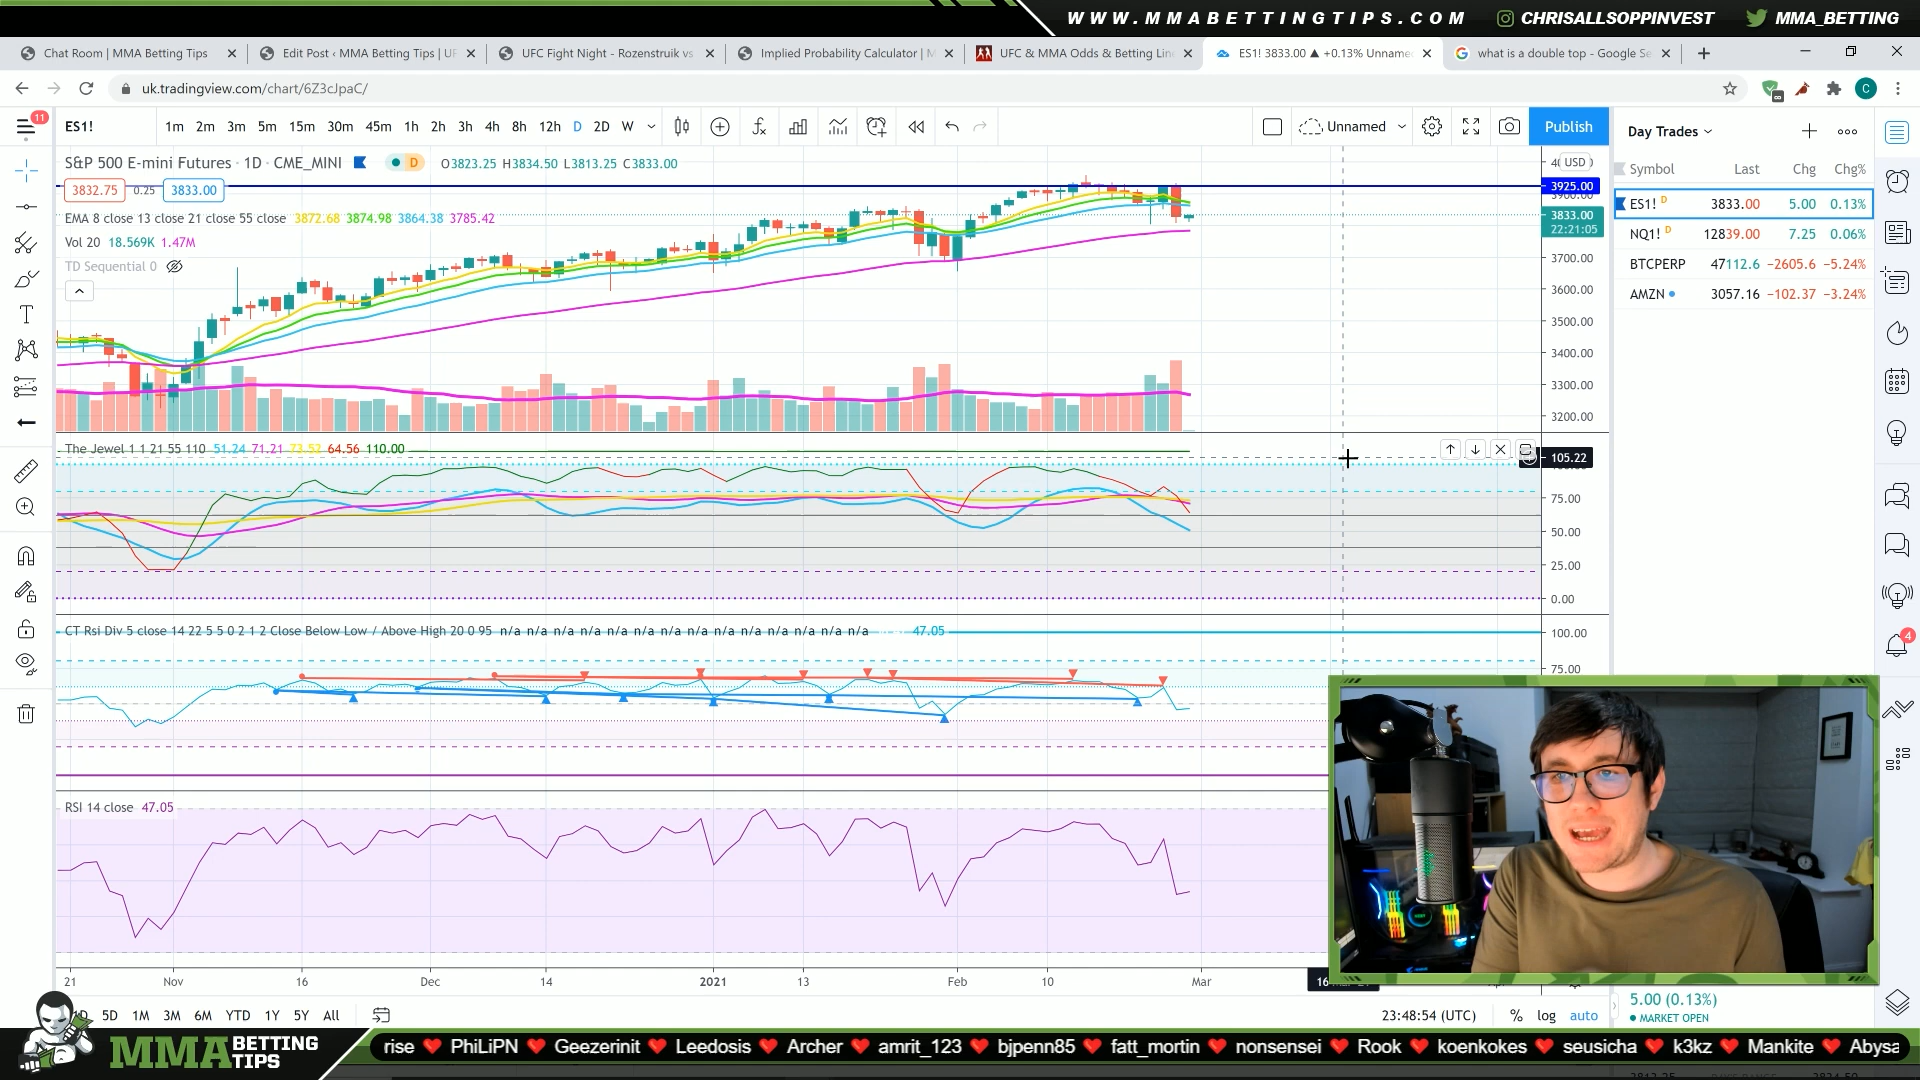 WWW.MMABETTINGTIPS.COM CHRISALLSOPPINVEST MMA_BETTING
Chat Room | MMA Betting Tips Edit Post ‹ MMA Betting Tips | UF UFC Fight Night - Rozenstruik vs Implied Probability Calculator | M UFC & MMA Odds & Betting Line ES1! 3833.00 ▲ +0.13% Unname what is a double top - Google Se
uk.tradingview.com/chart/6Z3cJpaC/
11 ES1! 1m 2m 3m 5m 15m 30m 45m 1h 2h 3h 4h 8h 12h D 2D W Unnamed Publish
Day Trades
S&P 500 E-mini Futures · 1D · CME_MINI D O3823.25 H3834.50 L3813.25 C3833.00
USD
Symbol Last Chg Chg%
3832.75 0.25 3833.00
3925.00
3900.00
ES1! D 3833.00 5.00 0.13%
EMA 8 close 13 close 21 close 55 close 3872.68 3874.98 3864.38 3785.42
3833.00
22:21:05
NQ1! D 12839.00 7.25 0.06%
Vol 20 18.569K 1.47M
TD Sequential 0
BTCPERP 47112.6 −2605.6 −5.24%
AMZN 3057.16 −102.37 −3.24%
3700.00
3600.00
3500.00
3400.00
3300.00
3200.00
The Jewel 1 1 21 55 110 51.24 71.21 73.52 64.56 110.00
105.22
75.00
50.00
25.00
0.00
CT Rsi Div 5 close 14 22 5 5 0 2 1 2 Close Below Low / Above High 20 0 95 n/a n/a n/a n/a n/a n/a n/a n/a n/a n/a n/a n/a n/a n/a 47.05
100.00
75.00
4
RSI 14 close 47.05
21 Nov 16 Dec 14 2021 13 Feb 10 Mar
5D 1M 3M 6M YTD 1Y 5Y All
23:48:54 (UTC) % log auto
5.00 (0.13%)
MARKET OPEN
MMA BETTING TIPS
rise PhiLiPN Geezerinit Leedosis Archer amrit_123 bjpenn85 fatt_mortin nonsensei Rook koenkokes seusicha k3kz Mankite Abysa